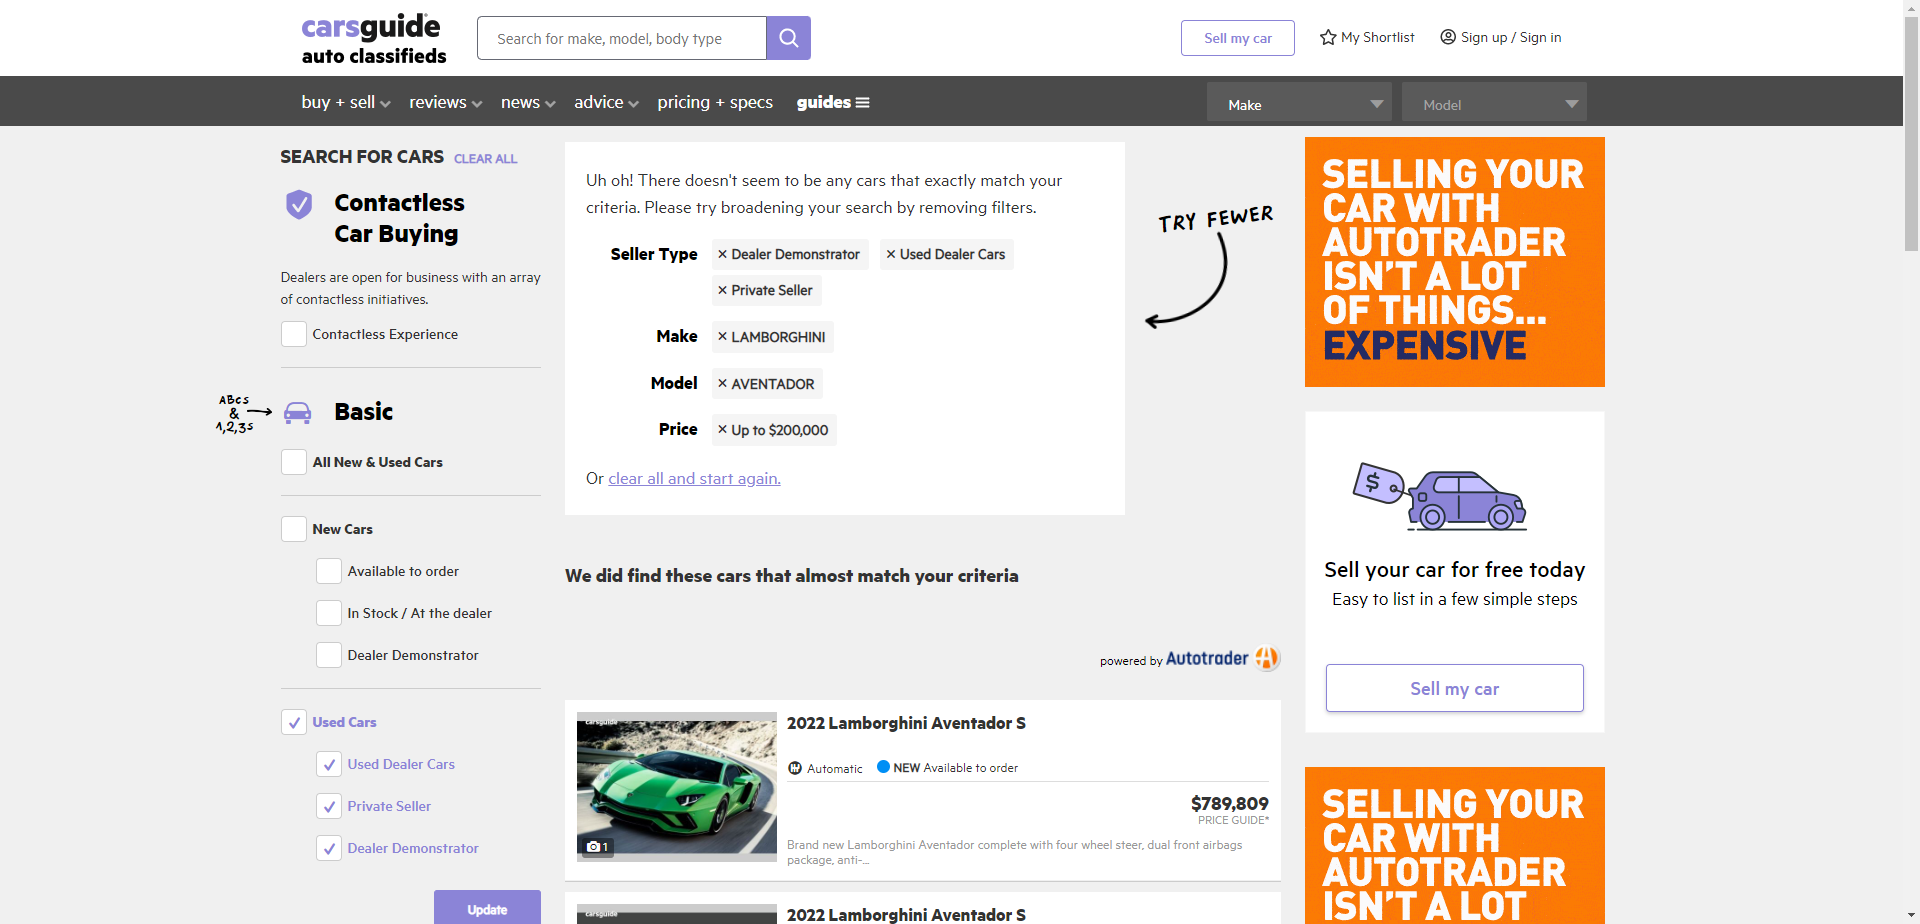 carsguide
auto classifieds
Search for make, model, body type
Sell my car
My Shortlist
Sign up / Sign in
buy + sell
reviews
news
advice
pricing + specs
guides
Make
Model
SEARCH FOR CARS CLEAR ALL
Contactless
Car Buying
Dealers are open for business with an array
of contactless initiatives.
Contactless Experience
ABCs
&
1,2,3s
Basic
All New & Used Cars
New Cars
Available to order
In Stock / At the dealer
Dealer Demonstrator
Used Cars
Used Dealer Cars
Private Seller
Dealer Demonstrator
Update
Uh oh! There doesn't seem to be any cars that exactly match your
criteria. Please try broadening your search by removing filters.
Seller Type × Dealer Demonstrator × Used Dealer Cars
× Private Seller
Make × LAMBORGHINI
Model × AVENTADOR
Price × Up to $200,000
Or clear all and start again.
TRY FEWER
We did find these cars that almost match your criteria
powered by Autotrader
carsguide
1
2022 Lamborghini Aventador S
Automatic NEW Available to order
$789,809
PRICE GUIDE*
Brand new Lamborghini Aventador complete with four wheel steer, dual front airbags
package, anti-...
carsguide
2022 Lamborghini Aventador S
SELLING YOUR
CAR WITH
AUTOTRADER
ISN'T A LOT
OF THINGS...
EXPENSIVE
$
Sell your car for free today
Easy to list in a few simple steps
Sell my car
SELLING YOUR
CAR WITH
AUTOTRADER
ISN'T A LOT